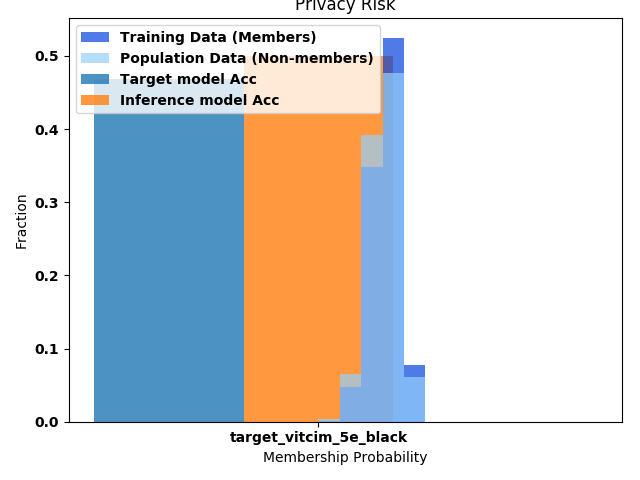 Privacy Risk
Training Data (Members)
Population Data (Non-members)
Target model Acc
Inference model Acc
0.5
0.4
0.3
0.2
0.1
0.0
Fraction
target_vitcim_5e_black
Membership Probability